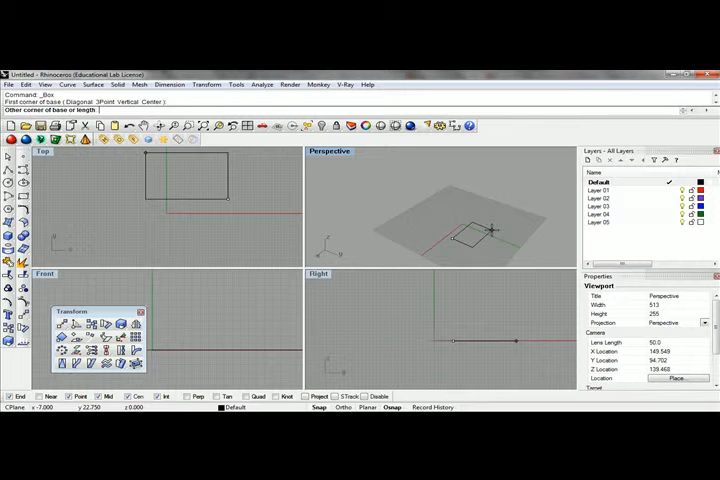 Untitled - Rhinoceros (Educational Lab License)
File Edit View Curve Surface Solid Mesh Dimension Transform Tools Analyze Render Monkey V-Ray Help
Command: _Box
First corner of base ( Diagonal 3Point Vertical Center ):
Other corner of base or length
Top
Perspective
Front
Right
Transform
Layers - All Layers
Name
Default
Layer 01
Layer 02
Layer 03
Layer 04
Layer 05
Properties
Viewport
Title Perspective
Width 513
Height 255
Projection Perspective
Camera
Lens Length 50.0
X Location 149.549
Y Location 94.702
Z Location 139.468
Location Place...
Target
End Near Point Mid Cen Int Perp Tan Quad Knot Project STrack Disable
CPlane x -7.000 y 22.750 z 0.000 Default Snap Ortho Planar Osnap Record History